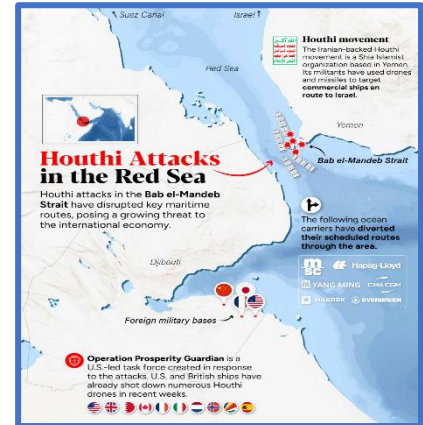 Suez Canal
Israel
Red Sea
Houthi movement
The Iranian-backed Houthi
movement is a Shia Islamist
organization based in Yemen.
Its militants have used drones
and missiles to target
commercial ships en
route to Israel.
Yemen
Bab el-Mandeb Strait
Houthi Attacks
in the Red Sea
Houthi attacks in the Bab el-Mandeb
Strait have disrupted key maritime
routes, posing a growing threat to
the international economy.
The following ocean
carriers have diverted
their scheduled routes
through the area.
msc
Hapag-Lloyd
YANG MING
CMA CGM
MAERSK
EVERGREEN
Djibouti
Foreign military bases
Operation Prosperity Guardian is a
U.S.-led task force created in response
to the attacks. U.S. and British ships have
already shot down numerous Houthi
drones in recent weeks.